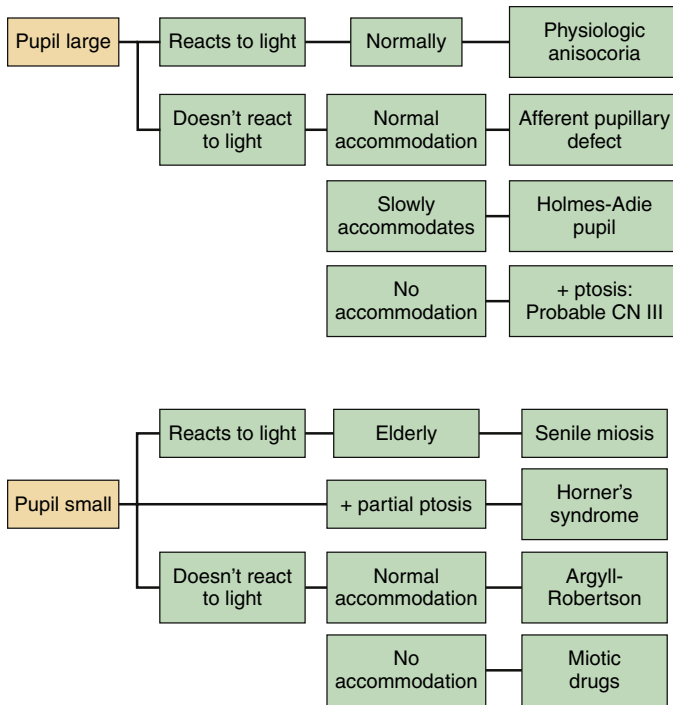 Pupil large
Reacts to light
Normally
Physiologic
anisocoria
Doesn't react
to light
Normal
accommodation
Afferent pupillary
defect
Slowly
accommodates
Holmes-Adie
pupil
No
accommodation
+ ptosis:
Probable CN III
Pupil small
Reacts to light
Elderly
Senile miosis
+ partial ptosis
Horner's
syndrome
Doesn't react
to light
Normal
accommodation
Argyll-
Robertson
No
accommodation
Miotic
drugs